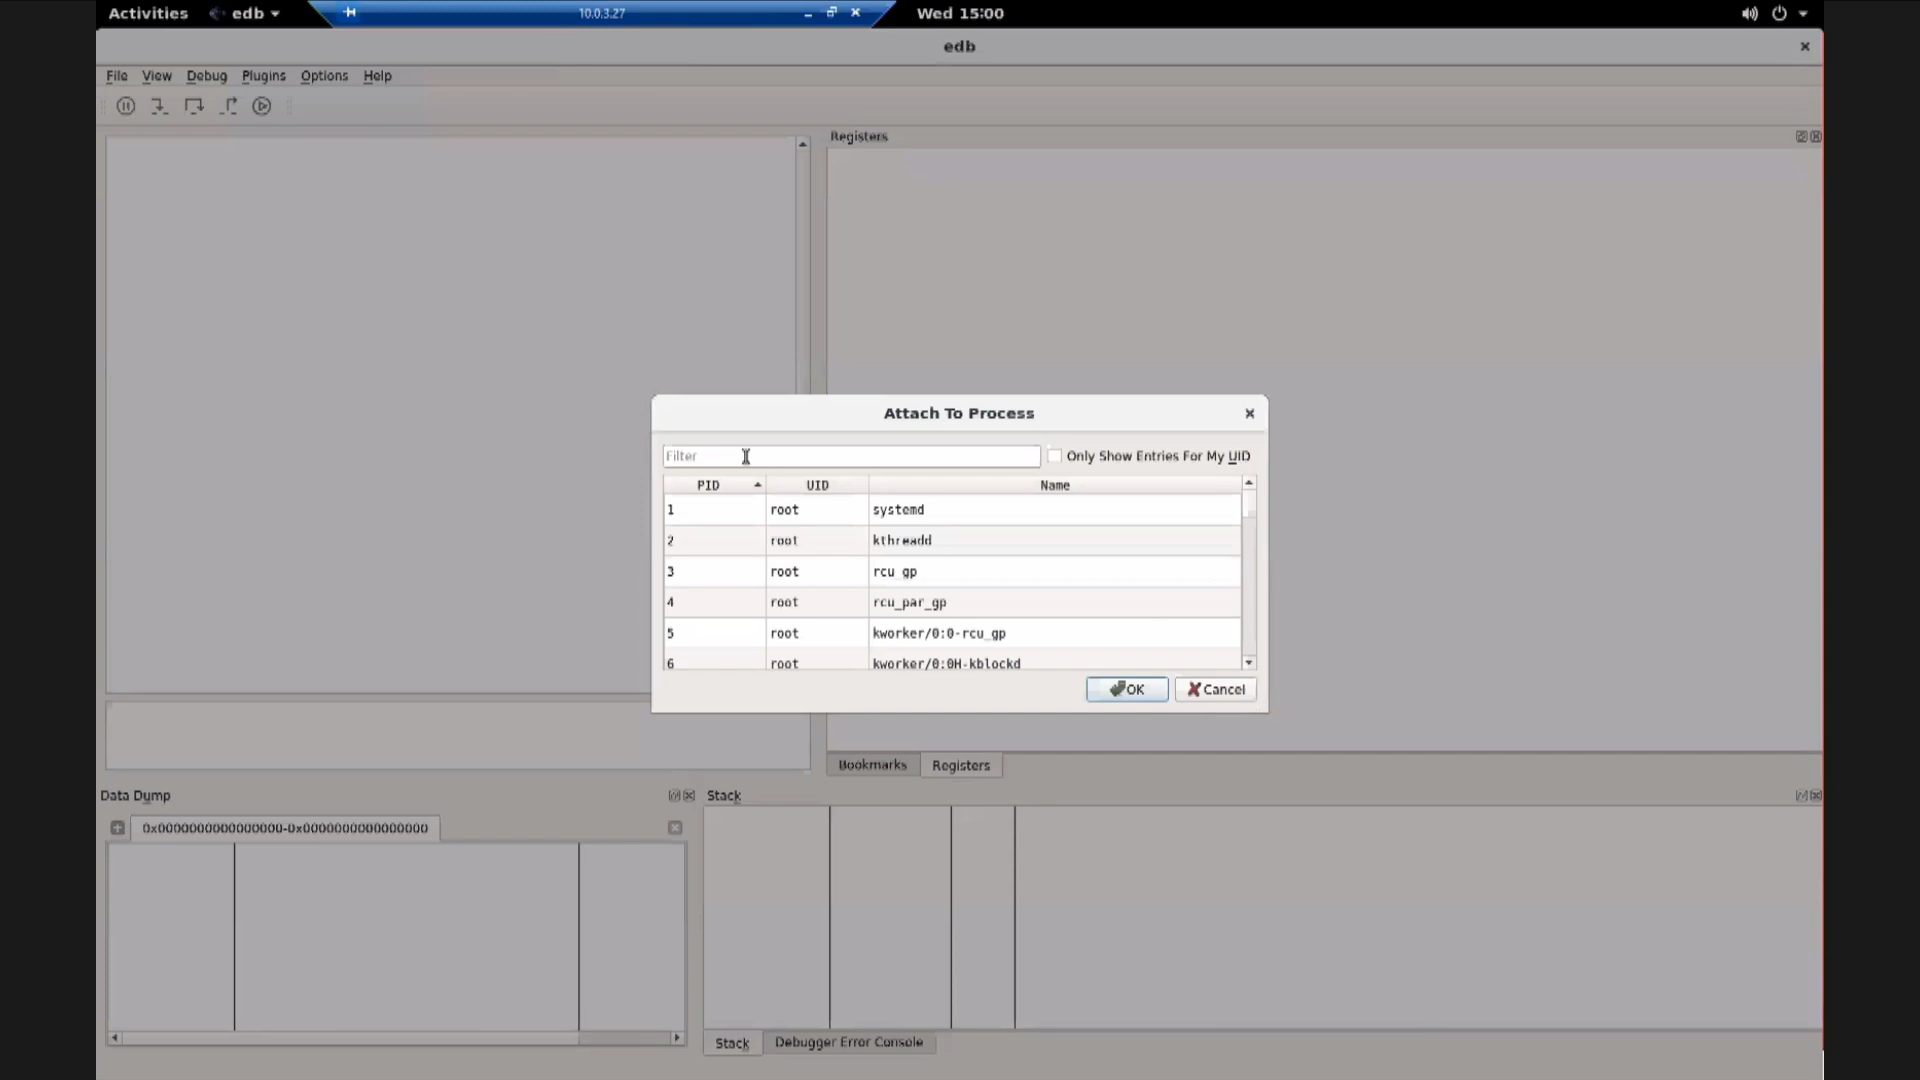 Activities edb 10.0.3.27 Wed 15:00
edb
File View Debug Plugins Options Help
Registers
Attach To Process
Filter Only Show Entries For My UID
PID UID Name
1 root systemd
2 root kthreadd
3 root rcu_gp
4 root rcu_par_gp
5 root kworker/0:0-rcu_gp
6 root kworker/0:0H-kblockd
OK Cancel
Bookmarks Registers
Data Dump Stack
0x0000000000000000-0x0000000000000000
Stack Debugger Error Console